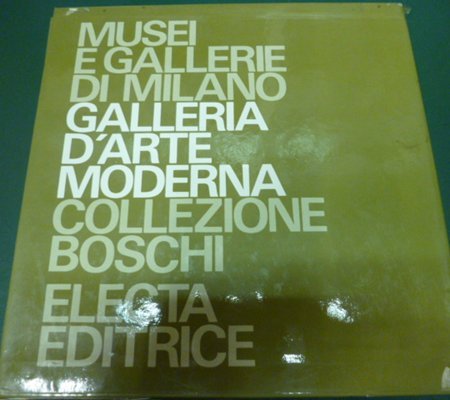 MUSEI
E GALLERIE
DI MILANO
GALLERIA
D'ARTE
MODERNA
COLLEZIONE
BOSCHI
ELECTA
EDITRICE